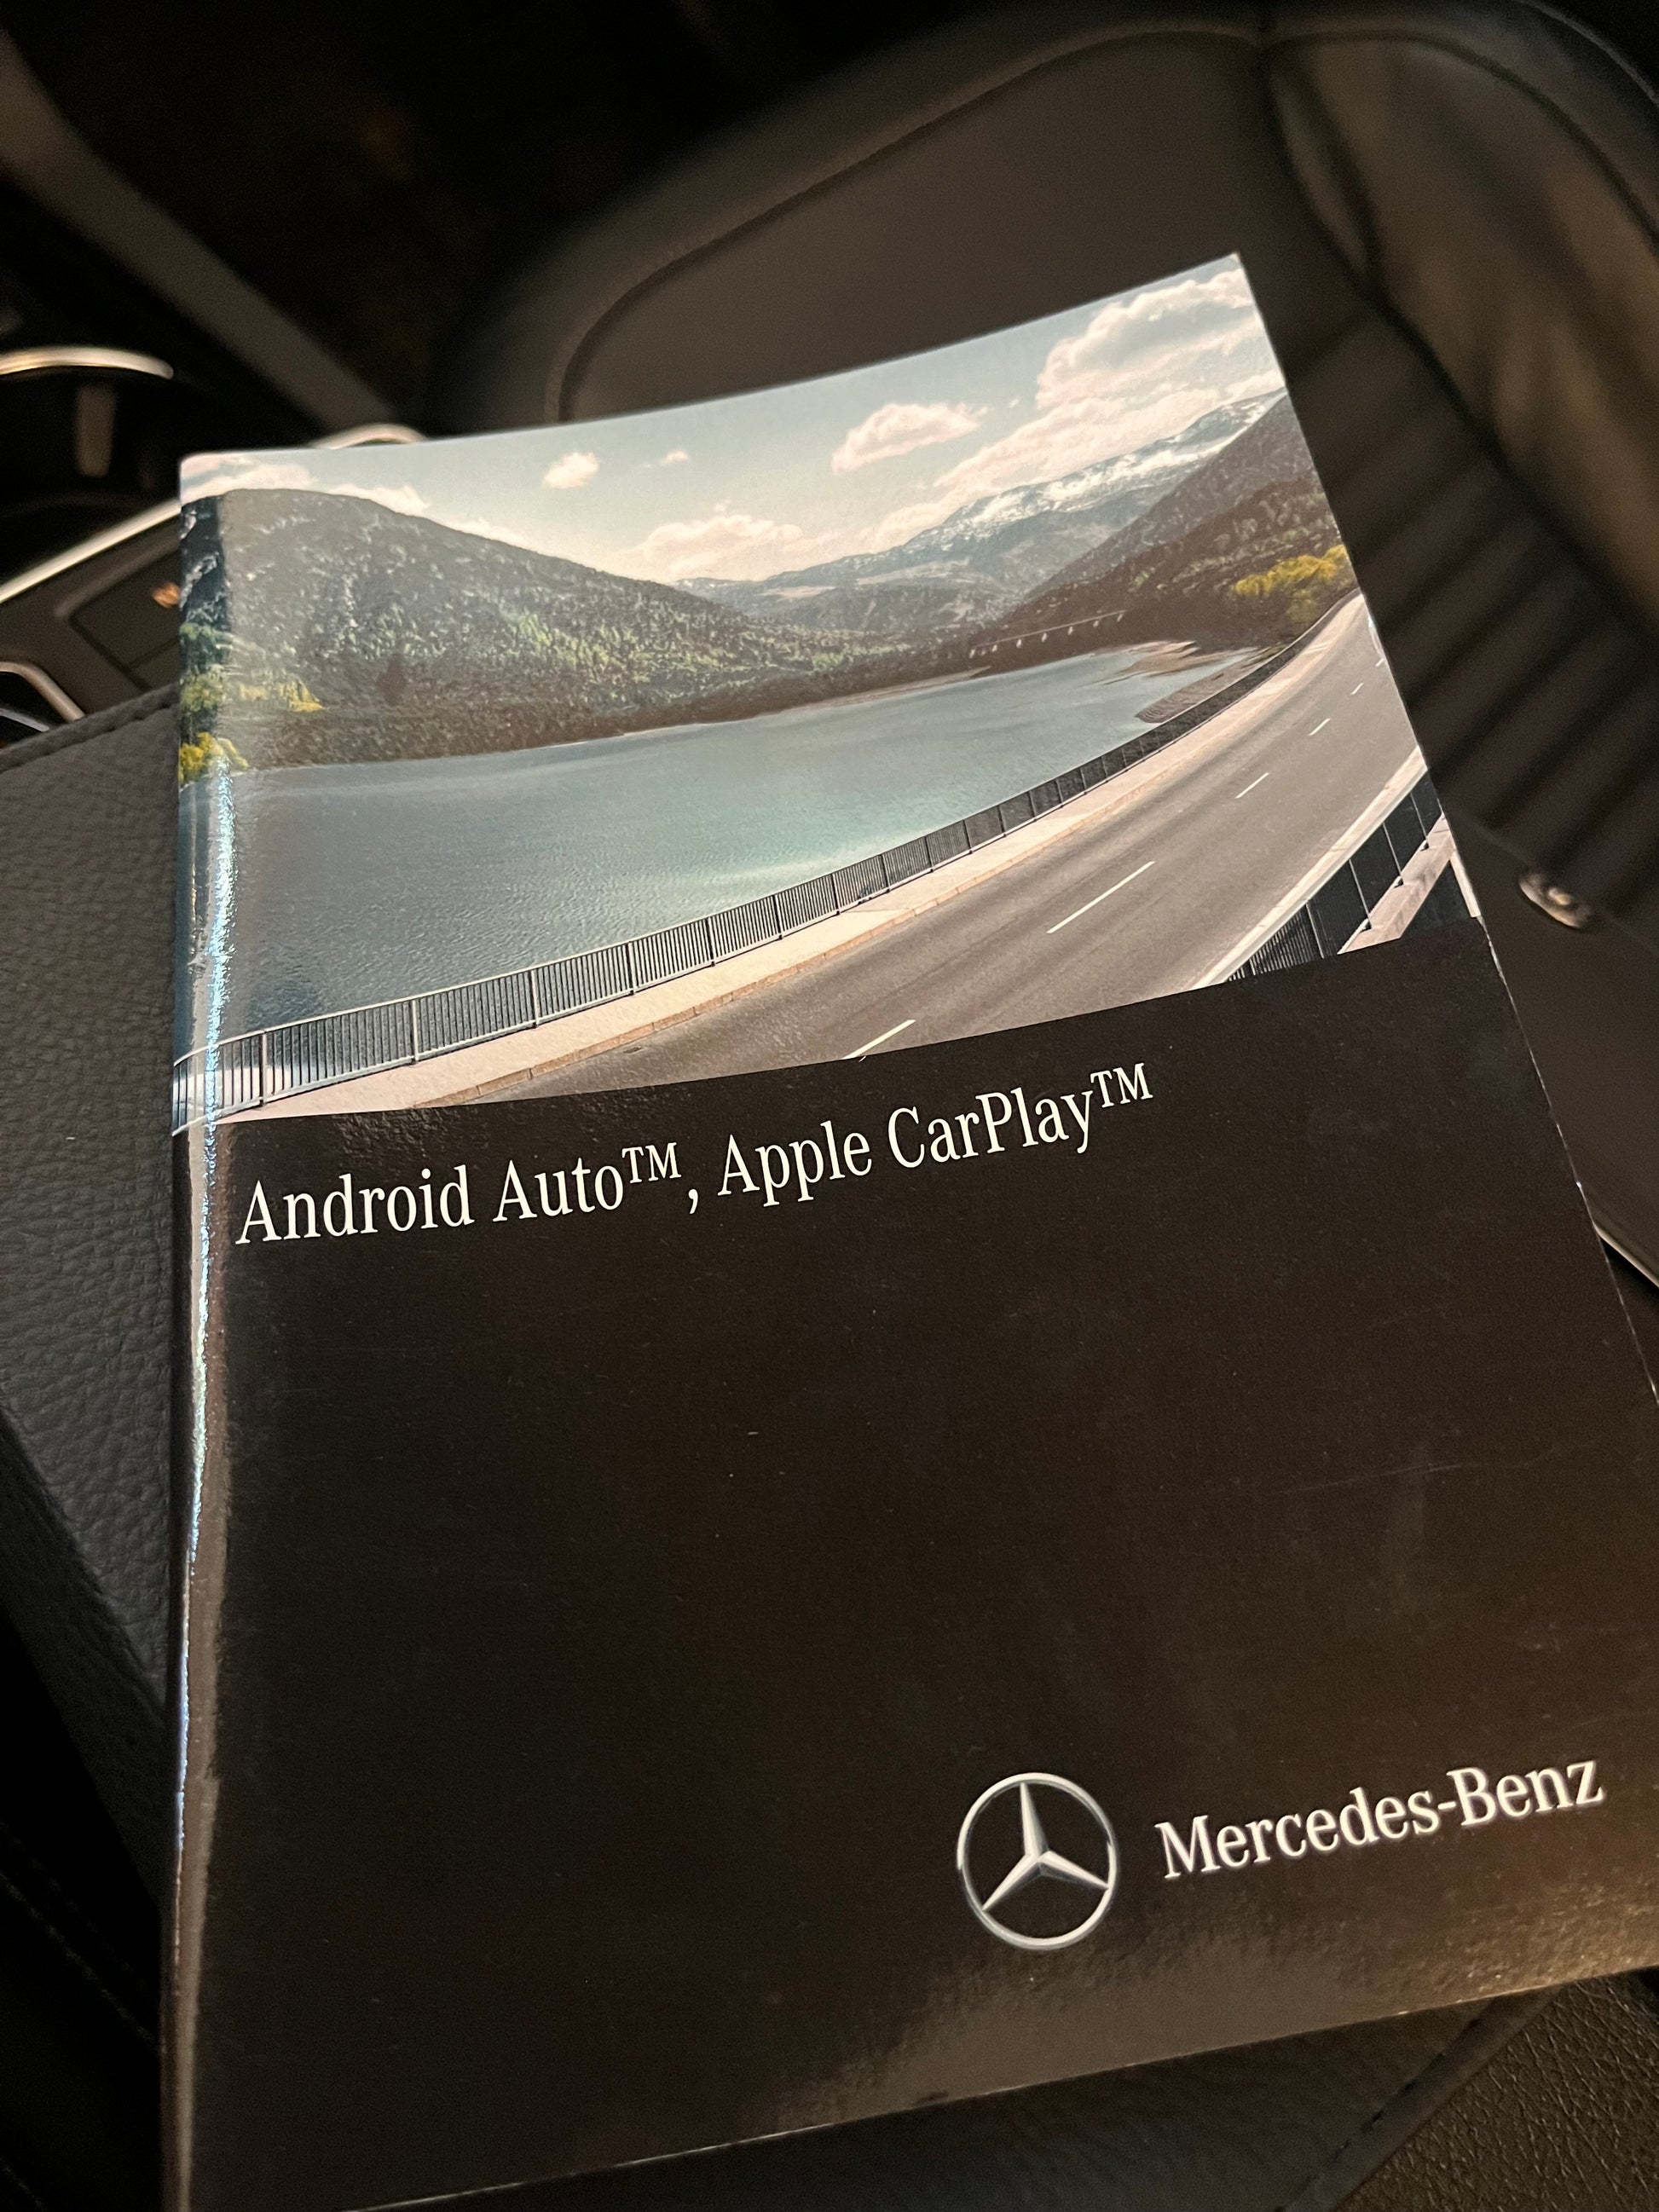 Android Auto™, Apple CarPlay™
Mercedes-Benz